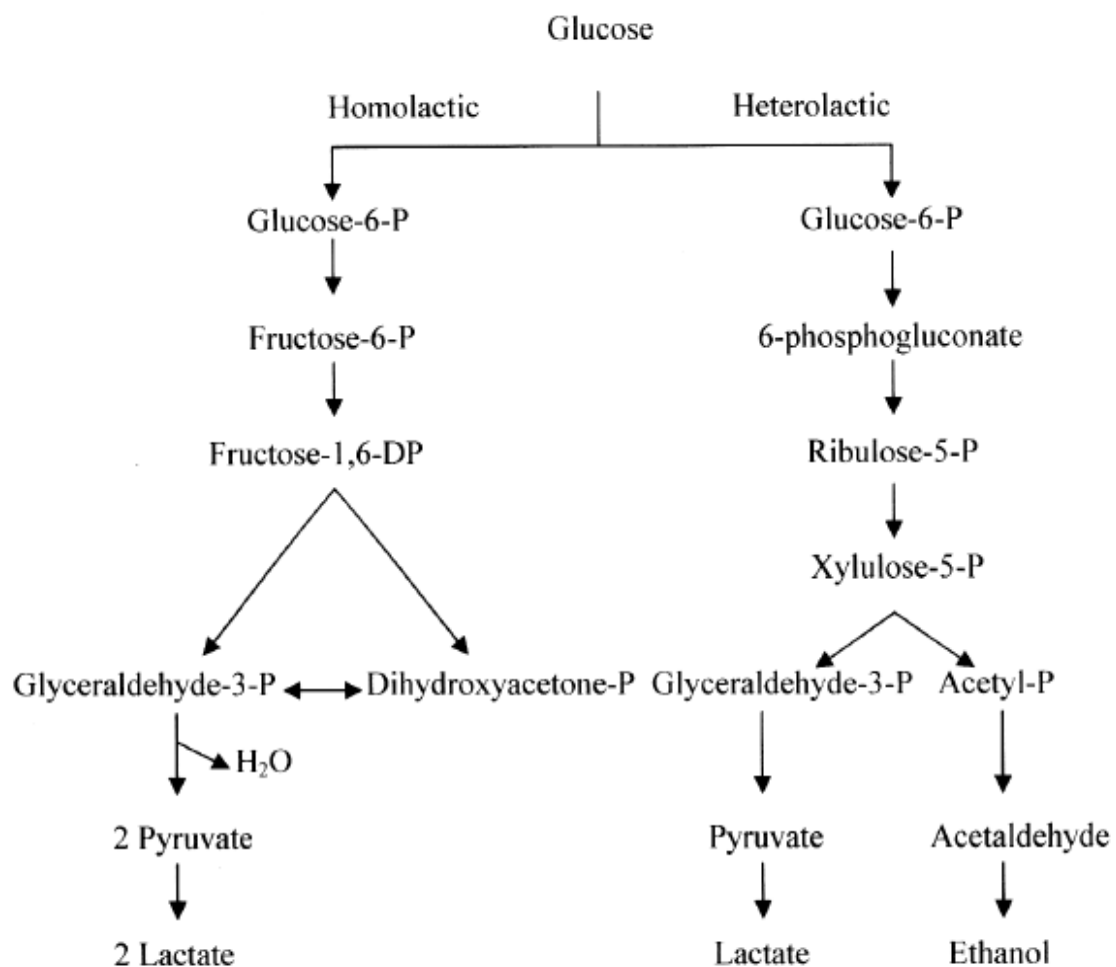 Glucose
Homolactic Heterolactic
Glucose-6-P Glucose-6-P
Fructose-6-P 6-phosphogluconate
Fructose-1,6-DP Ribulose-5-P
Xylulose-5-P
Glyceraldehyde-3-P Dihydroxyacetone-P Glyceraldehyde-3-P Acetyl-P
H₂O
2 Pyruvate Pyruvate Acetaldehyde
2 Lactate Lactate Ethanol